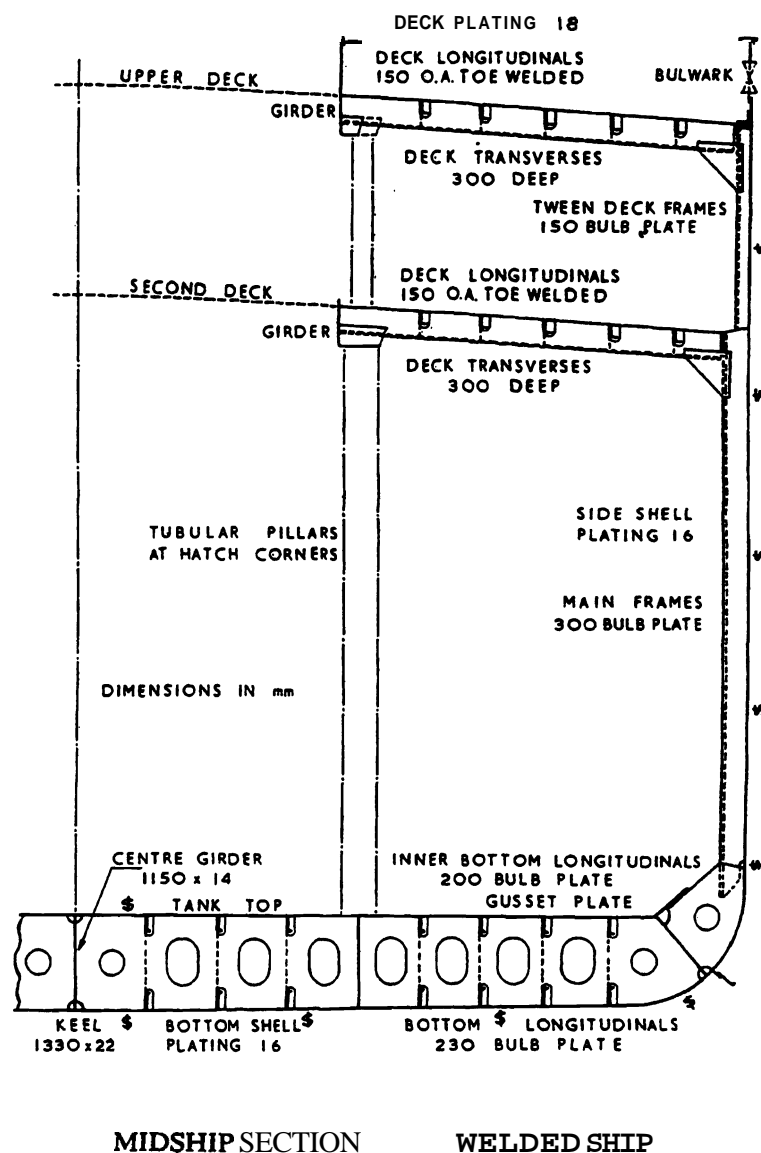 DECK PLATING 18
DECK LONGITUDINALS
150 O.A. TOE WELDED
UPPER DECK
BULWARK
GIRDER
DECK TRANSVERSES
300 DEEP
TWEEN DECK FRAMES
150 BULB PLATE
DECK LONGITUDINALS
150 O.A. TOE WELDED
SECOND DECK
GIRDER
DECK TRANSVERSES
300 DEEP
SIDE SHELL
PLATING 16
TUBULAR PILLARS
AT HATCH CORNERS
MAIN FRAMES
300 BULB PLATE
DIMENSIONS IN mm
CENTRE GIRDER
1150 x 14
INNER BOTTOM LONGITUDINALS
200 BULB PLATE
TANK TOP
GUSSET PLATE
KEEL
1330 x 22
BOTTOM SHELL
PLATING 16
BOTTOM LONGITUDINALS
230 BULB PLATE
MIDSHIP SECTION WELDED SHIP